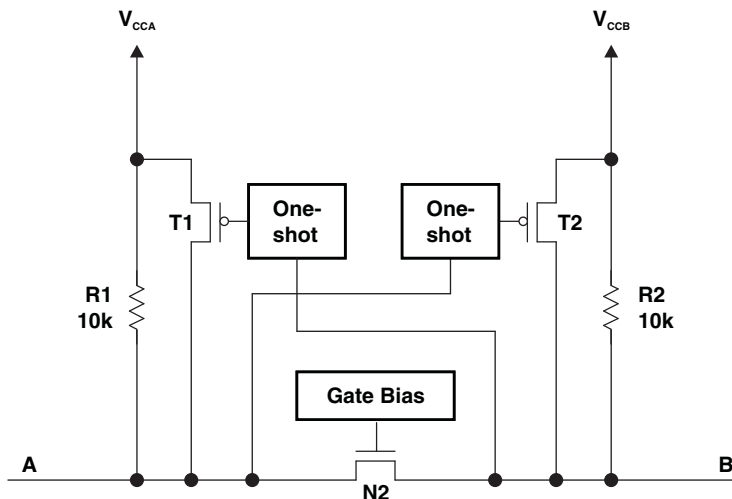 VCCA
VCCB
T1
One-
shot
One-
shot
T2
R1
10k
R2
10k
Gate Bias
A
B
N2